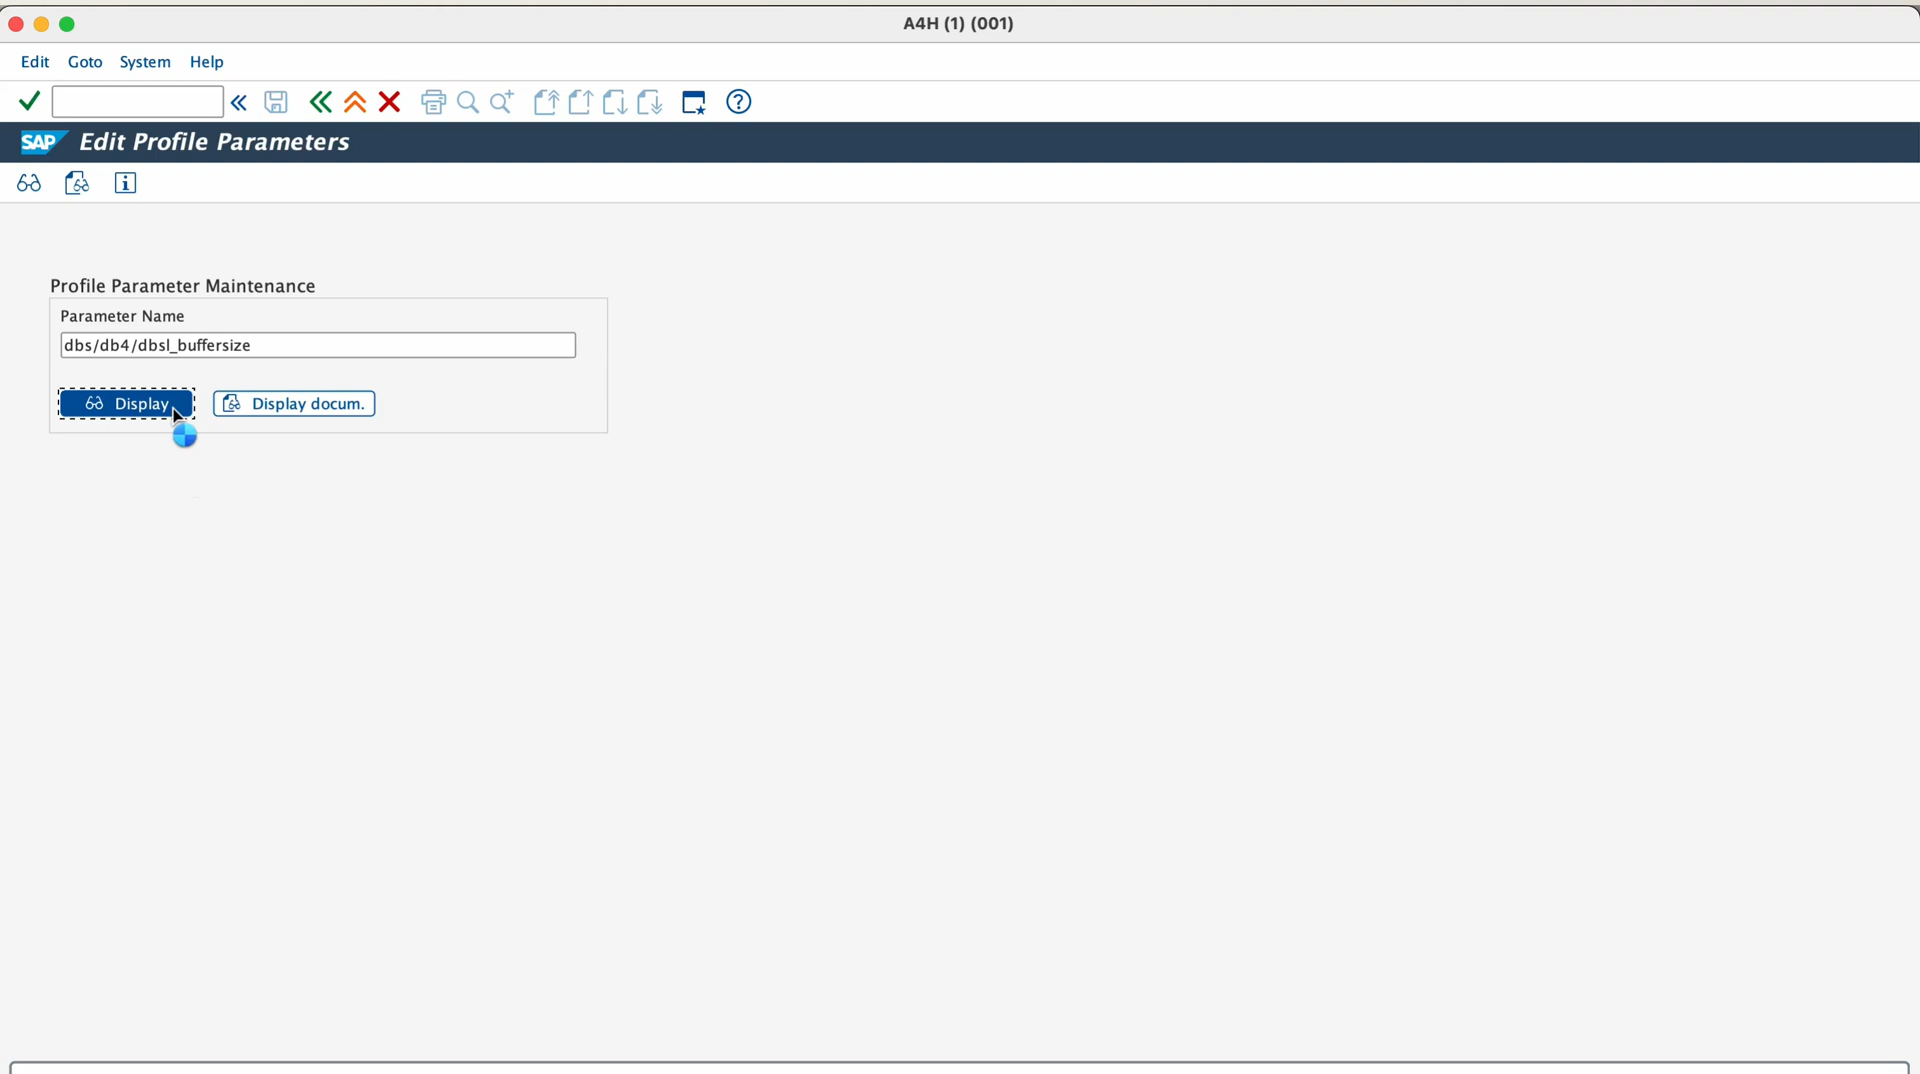 A4H (1) (001)
Edit Goto System Help
SAP Edit Profile Parameters
Profile Parameter Maintenance
Parameter Name
dbs/db4/dbsl_buffersize
Display Display docum.